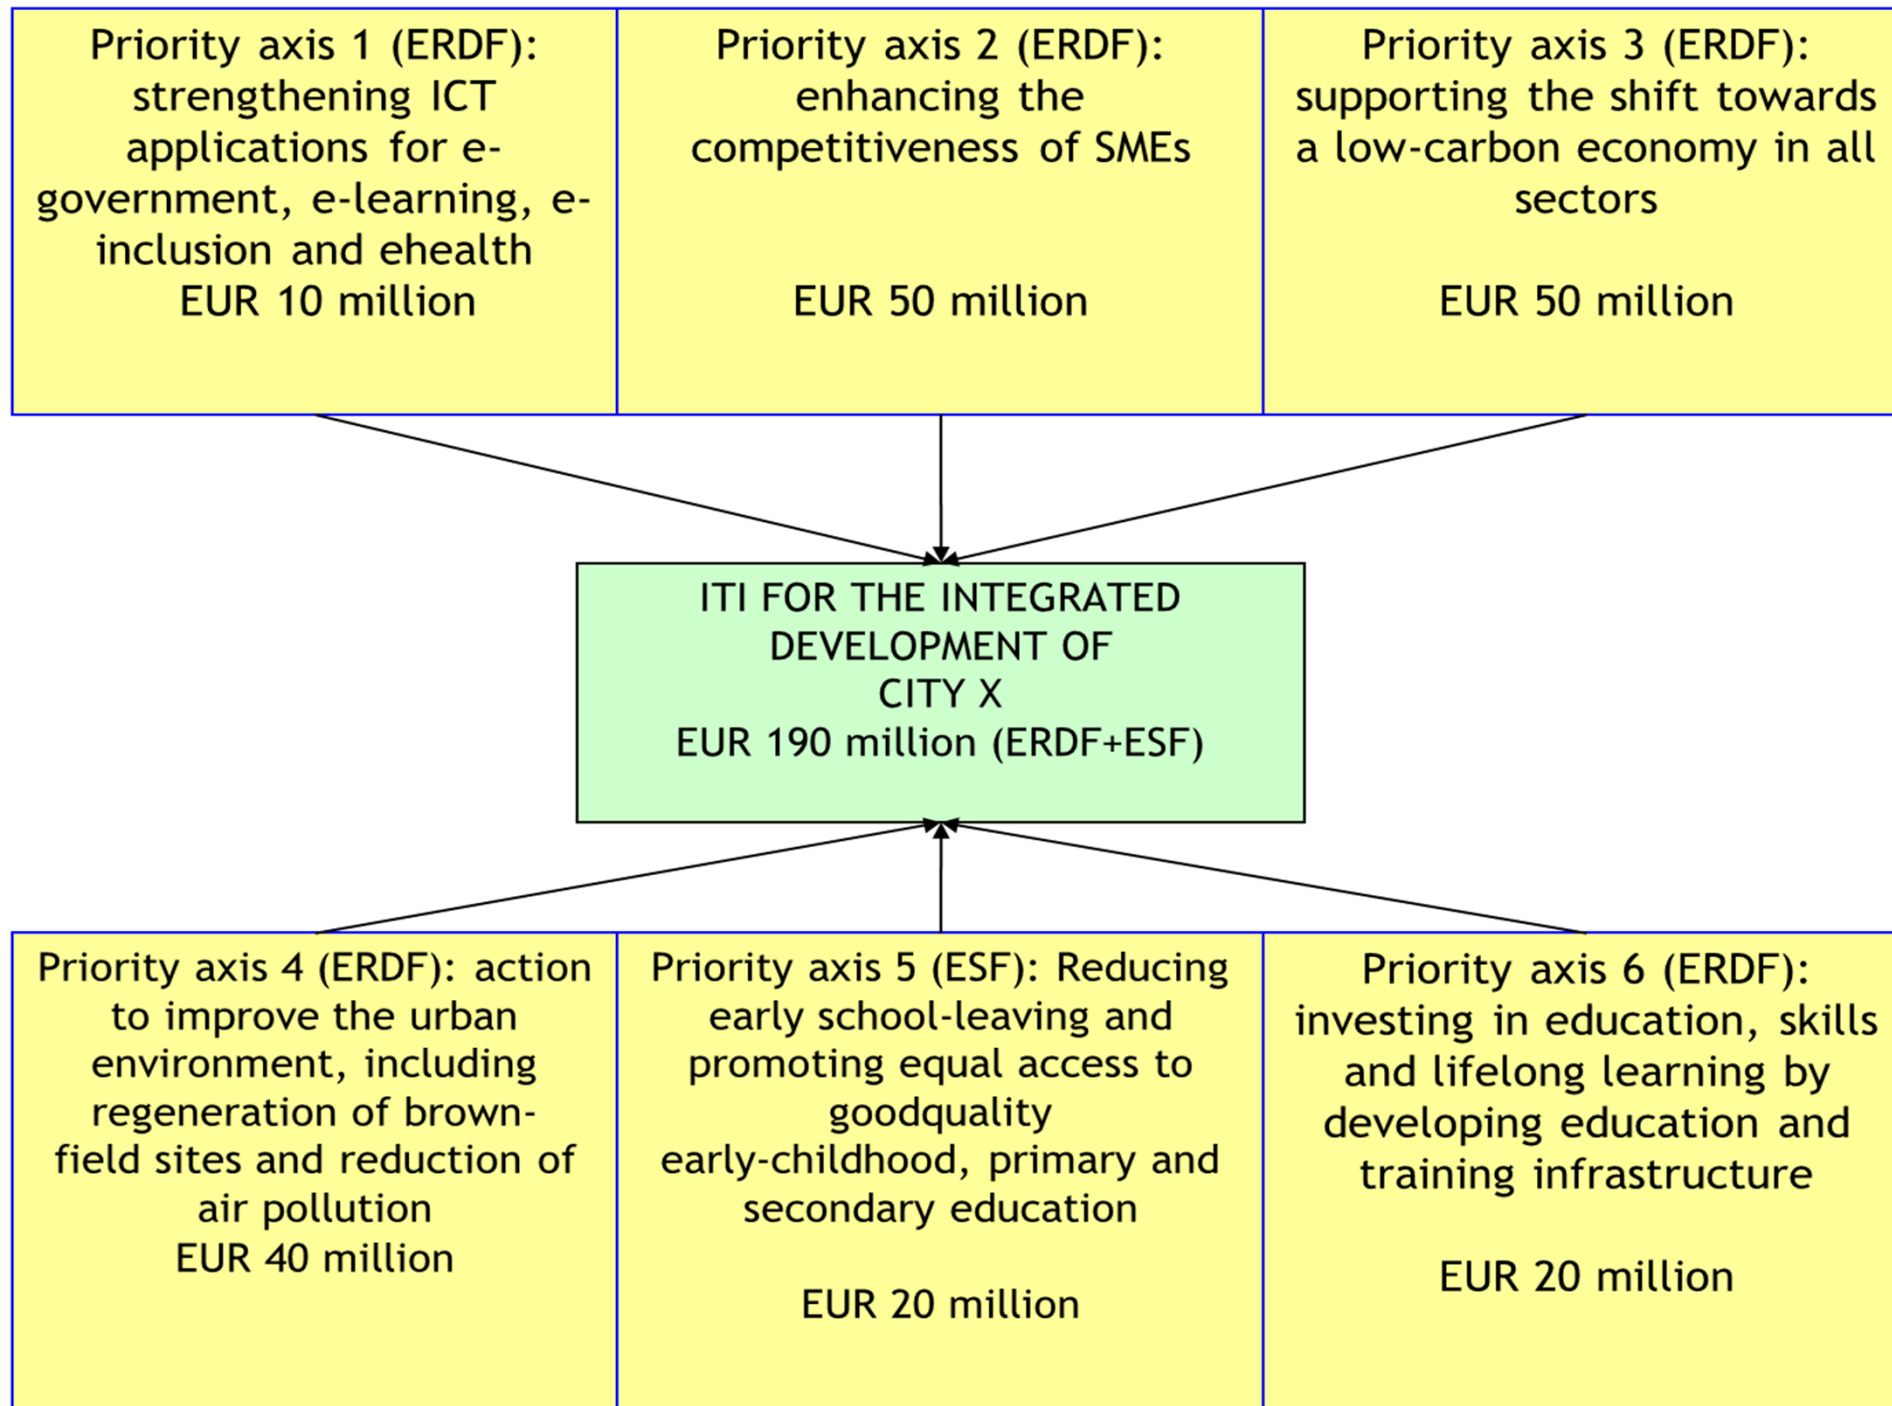 Priority axis 1 (ERDF):
strengthening ICT
applications for e-
government, e-learning, e-
inclusion and ehealth
EUR 10 million
Priority axis 2 (ERDF):
enhancing the
competitiveness of SMEs
EUR 50 million
Priority axis 3 (ERDF):
supporting the shift towards
a low-carbon economy in all
sectors
EUR 50 million
ITI FOR THE INTEGRATED
DEVELOPMENT OF
CITY X
EUR 190 million (ERDF+ESF)
Priority axis 4 (ERDF): action
to improve the urban
environment, including
regeneration of brown-
field sites and reduction of
air pollution
EUR 40 million
Priority axis 5 (ESF): Reducing
early school-leaving and
promoting equal access to
goodquality
early-childhood, primary and
secondary education
EUR 20 million
Priority axis 6 (ERDF):
investing in education, skills
and lifelong learning by
developing education and
training infrastructure
EUR 20 million